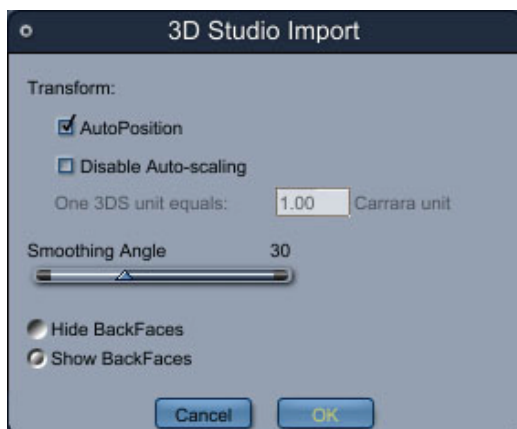 3D Studio Import
Transform:
AutoPosition
Disable Auto-scaling
One 3DS unit equals: 1.00 Carrara unit
Smoothing Angle 30
Hide BackFaces
Show BackFaces
Cancel OK